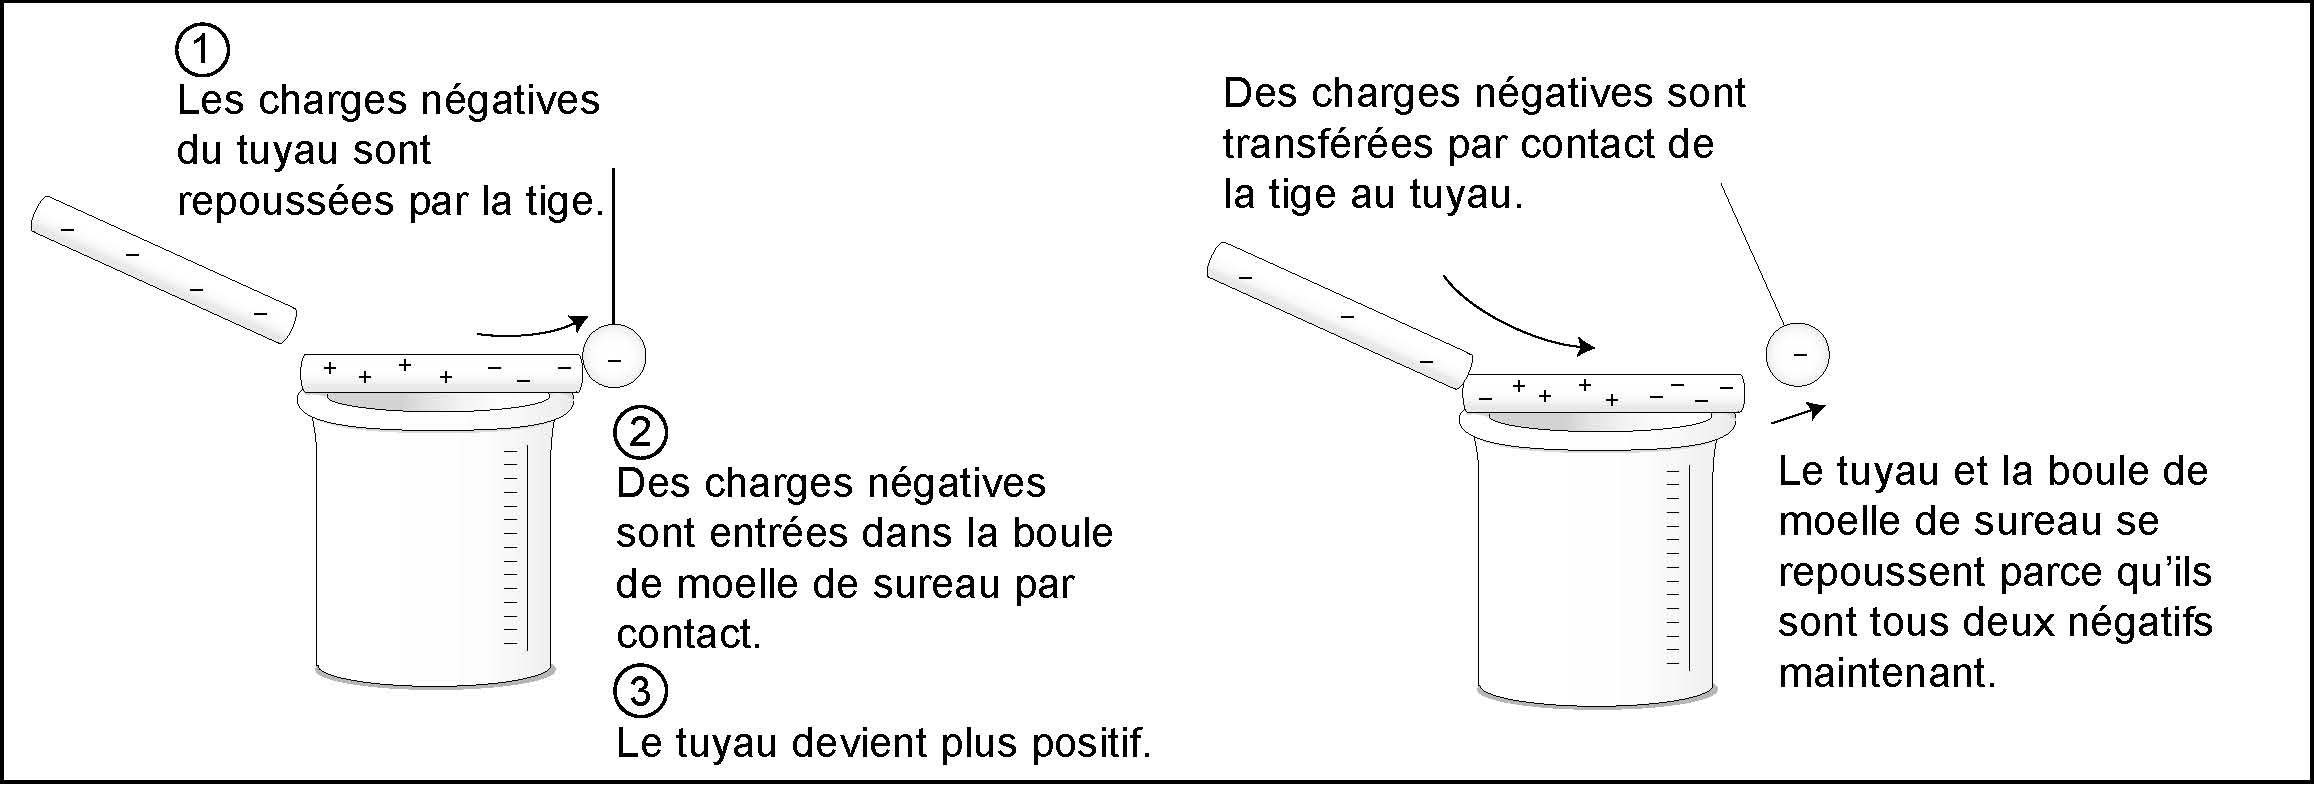 1
Les charges négatives
du tuyau sont
repoussées par la tige.
2
Des charges négatives
sont entrées dans la boule
de moelle de sureau par
contact.
3
Le tuyau devient plus positif.
Des charges négatives sont
transférées par contact de
la tige au tuyau.
Le tuyau et la boule de
moelle de sureau se
repoussent parce qu’ils
sont tous deux négatifs
maintenant.